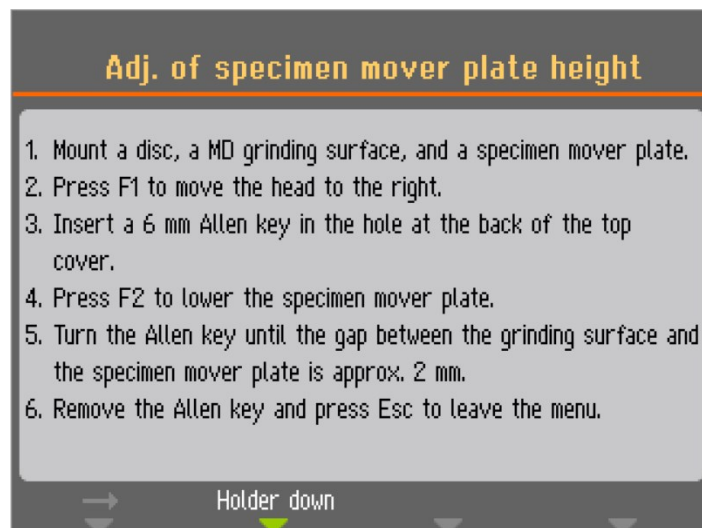 Adj. of specimen mover plate height
1. Mount a disc, a MD grinding surface, and a specimen mover plate.
2. Press F1 to move the head to the right.
3. Insert a 6 mm Allen key in the hole at the back of the top
cover.
4. Press F2 to lower the specimen mover plate.
5. Turn the Allen key until the gap between the grinding surface and
the specimen mover plate is approx. 2 mm.
6. Remove the Allen key and press Esc to leave the menu.
Holder down